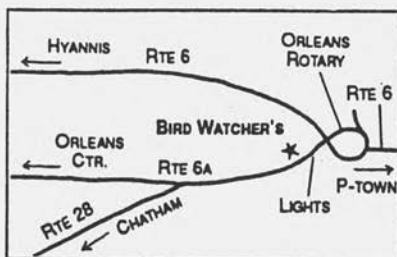 HYANNIS
RTE 6
ORLEANS
ROTARY
RTE 6
ORLEANS
CTR.
BIRD WATCHER'S
RTE 6A
P-TOWN
LIGHTS
RTE 28
CHATHAM